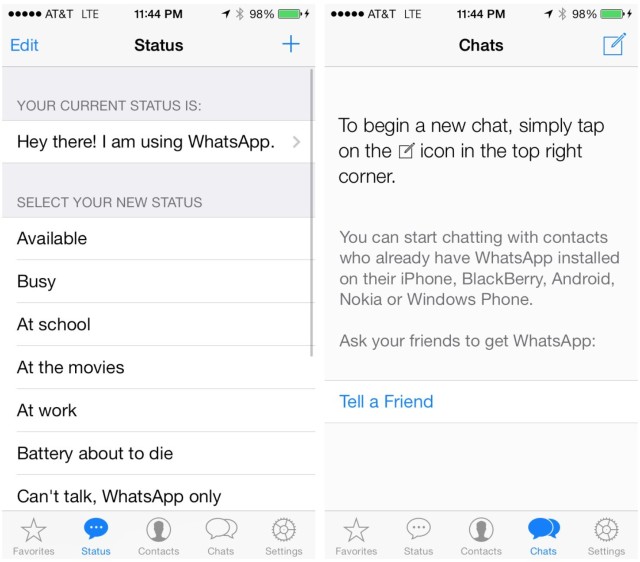 AT&T LTE 11:44 PM 98%
Edit Status +
YOUR CURRENT STATUS IS:
Hey there! I am using WhatsApp.
SELECT YOUR NEW STATUS
Available
Busy
At school
At the movies
At work
Battery about to die
Can't talk, WhatsApp only
Favorites Status Contacts Chats Settings
AT&T LTE 11:44 PM 98%
Chats
To begin a new chat, simply tap
on the icon in the top right
corner.
You can start chatting with contacts
who already have WhatsApp installed
on their iPhone, BlackBerry, Android,
Nokia or Windows Phone.
Ask your friends to get WhatsApp:
Tell a Friend
Favorites Status Contacts Chats Settings